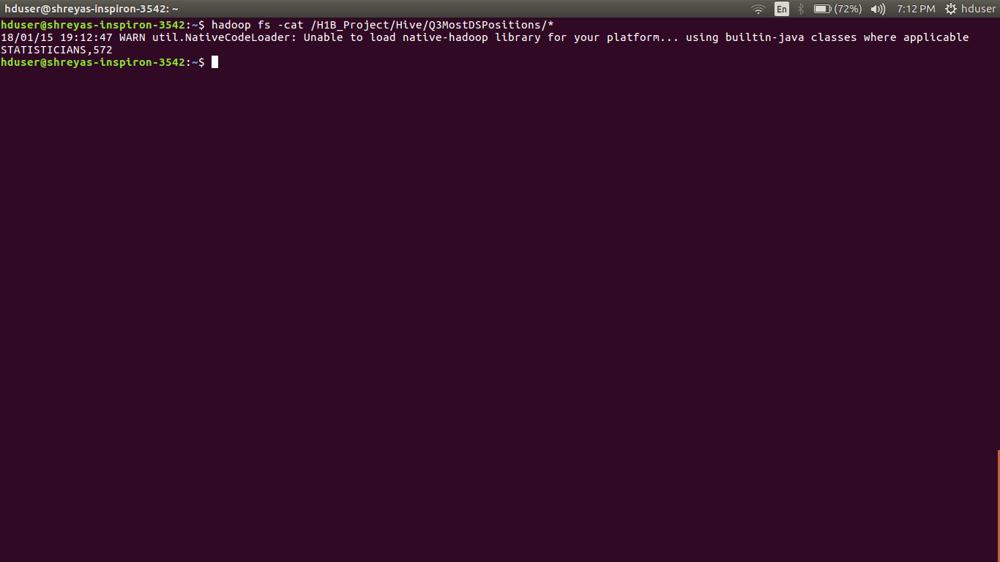 hduser@shreyas-inspiron-3542: ~ En (72%) 7:12 PM hduser
hduser@shreyas-inspiron-3542:~$ hadoop fs -cat /H1B_Project/Hive/Q3MostDSPositions/*
18/01/15 19:12:47 WARN util.NativeCodeLoader: Unable to load native-hadoop library for your platform... using builtin-java classes where applicable
STATISTICIANS,572
hduser@shreyas-inspiron-3542:~$